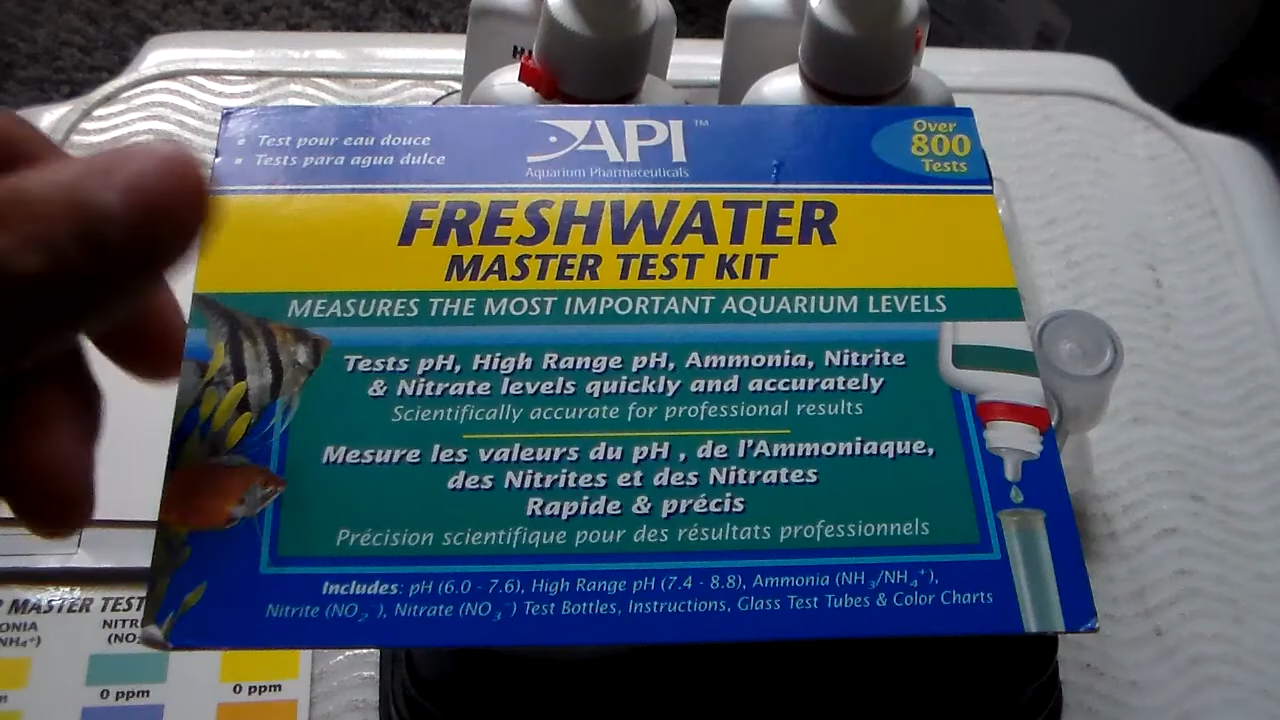 • Test pour eau douce
• Tests para agua dulce
API™
Aquarium Pharmaceuticals
Over
800
Tests
FRESHWATER
MASTER TEST KIT
MEASURES THE MOST IMPORTANT AQUARIUM LEVELS
Tests pH, High Range pH, Ammonia, Nitrite
& Nitrate levels quickly and accurately
Scientifically accurate for professional results
Mesure les valeurs du pH , de l'Ammoniaque,
des Nitrites et des Nitrates
Rapide & précis
Précision scientifique pour des résultats professionnels
Includes: pH (6.0 - 7.6), High Range pH (7.4 - 8.8), Ammonia (NH₃/NH₄⁺),
Nitrite (NO₂⁻), Nitrate (NO₃⁻) Test Bottles, Instructions, Glass Test Tubes & Color Charts
MASTER TEST
0 ppm
0 ppm